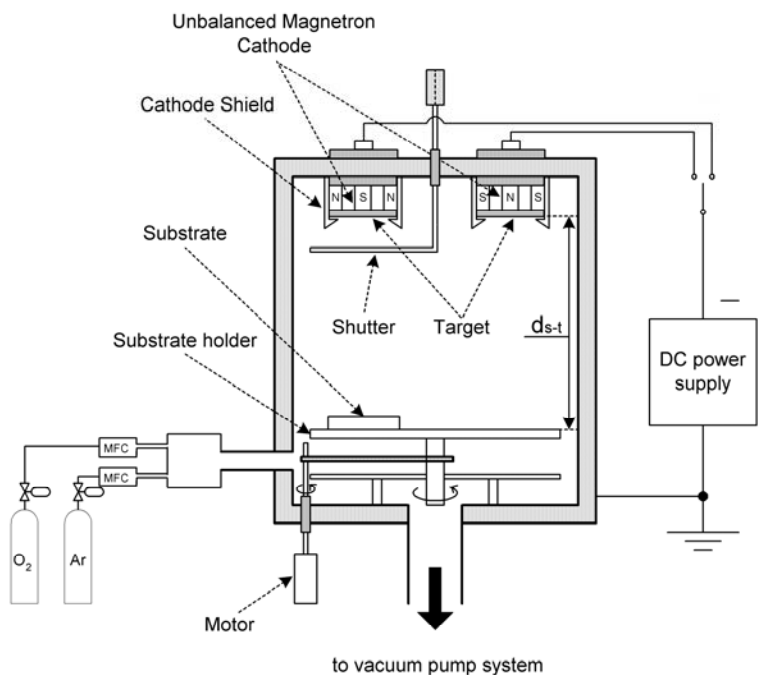 Unbalanced Magnetron
Cathode
Cathode Shield
N S N
S N S
Substrate
Shutter
Target
d_s-t
Substrate holder
DC power
supply
MFC
MFC
O₂
Ar
Motor
to vacuum pump system